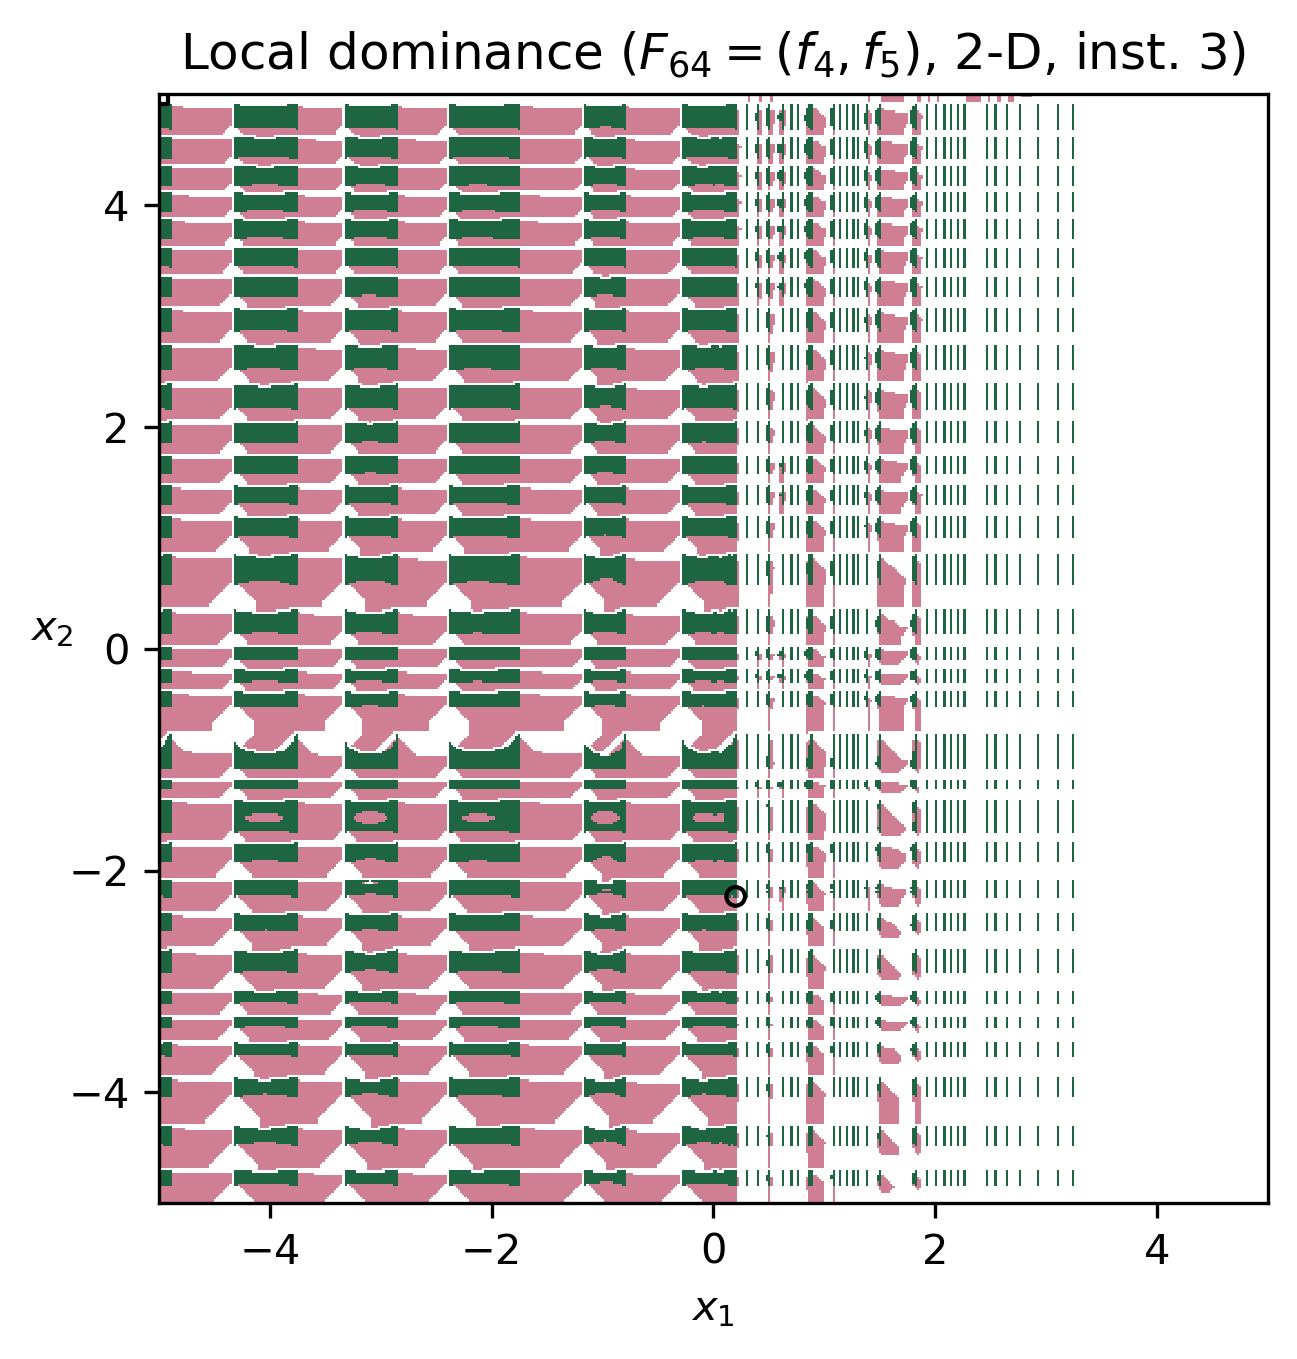 Local dominance (F₆₄ = (f₄, f₅), 2-D, inst. 3)
4
2
x₂ 0
−2
−4
−4 −2 0 2 4
x₁